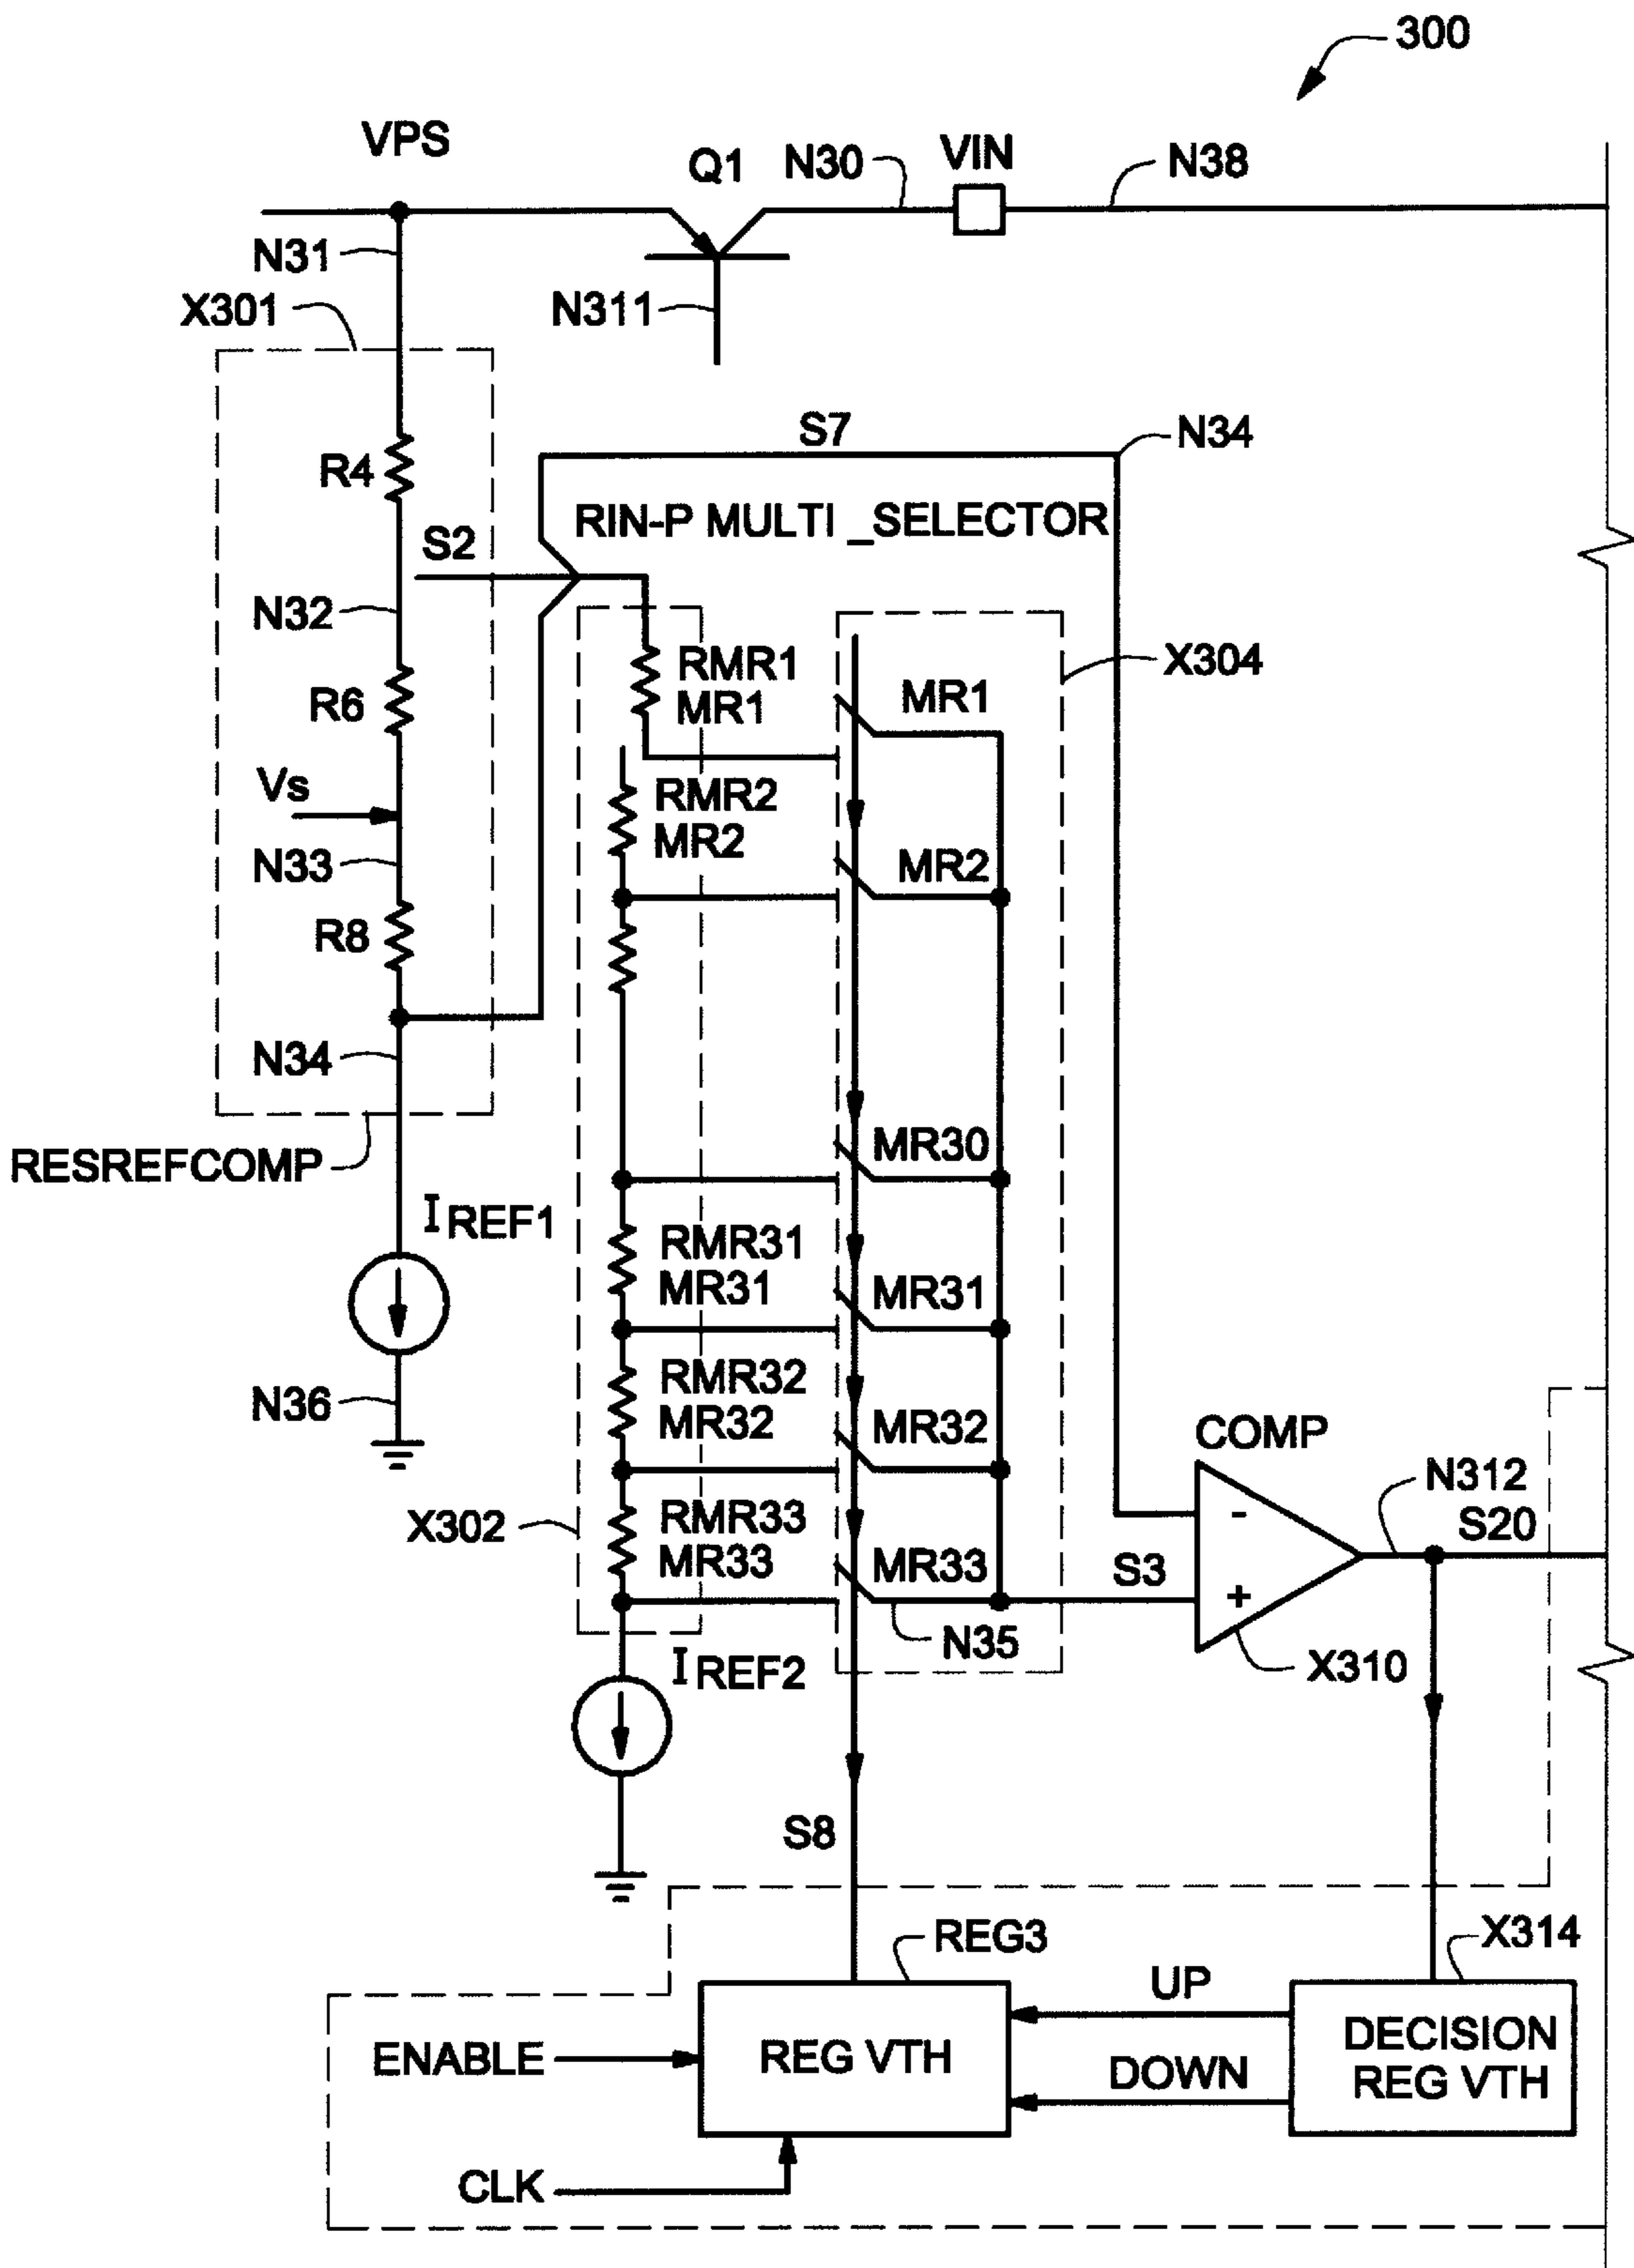 300
VPS
Q1
N30
VIN
N38
N31
X301
N311
S7
N34
R4
RIN-P MULTI _SELECTOR
S2
N32
RMR1
MR1
X304
MR1
R6
Vs
RMR2
MR2
MR2
N33
R8
N34
RESREFCOMP
MR30
IREF1
RMR31
MR31
MR31
N36
RMR32
MR32
MR32
COMP
N312
S20
X302
RMR33
MR33
MR33
S3
-
+
N35
X310
IREF2
S8
REG3
X314
UP
ENABLE
REG VTH
DECISION
REG VTH
DOWN
CLK